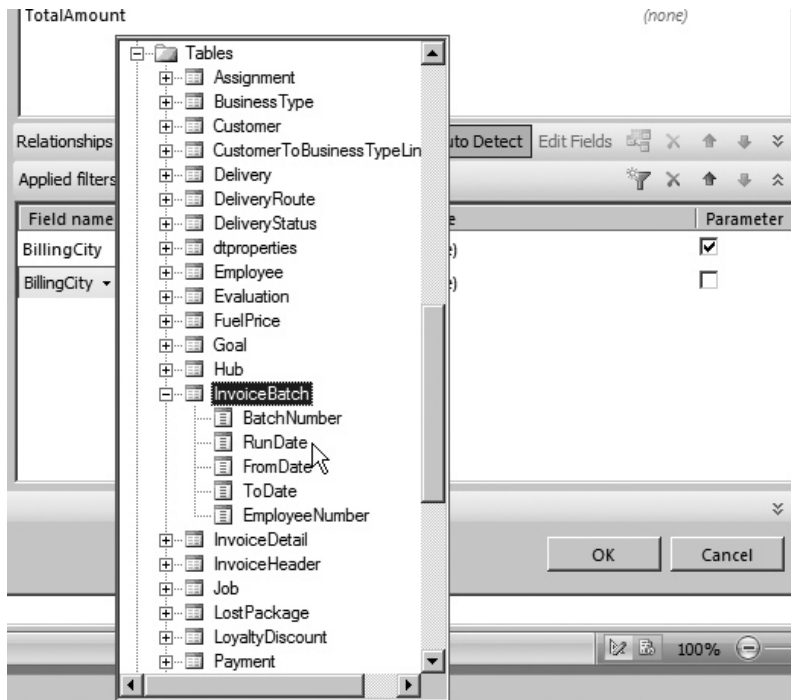 TotalAmount (none)
Tables
Assignment
BusinessType
Customer
Relationships
CustomerToBusinessTypeLin
uto Detect Edit Fields
Delivery
Applied filters
DeliveryRoute
Field name
DeliveryStatus
e Parameter
BillingCity
dtproperties
e)
Employee
BillingCity
e)
Evaluation
FuelPrice
Goal
Hub
InvoiceBatch
BatchNumber
RunDate
FromDate
ToDate
EmployeeNumber
InvoiceDetail
OK Cancel
InvoiceHeader
Job
LostPackage
LoyaltyDiscount
100%
Payment